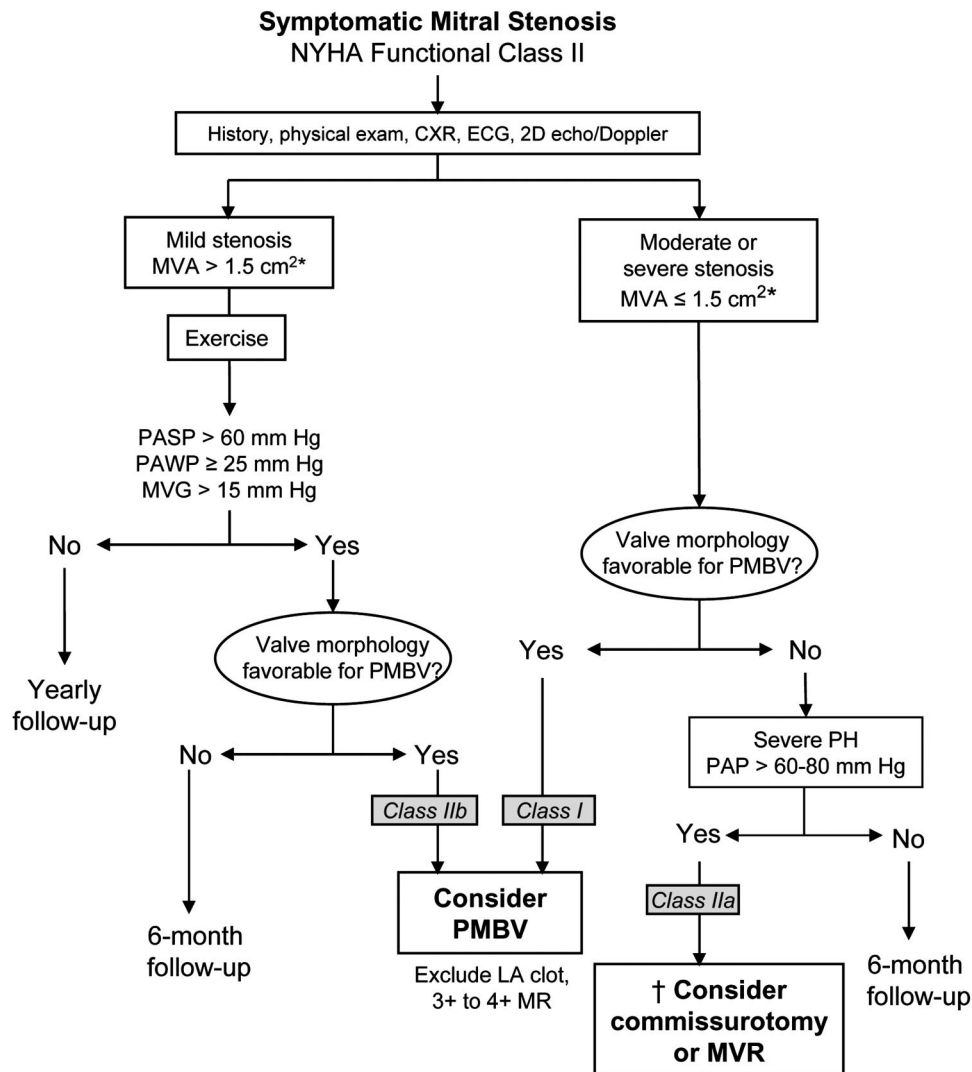 Symptomatic Mitral Stenosis
NYHA Functional Class II
History, physical exam, CXR, ECG, 2D echo/Doppler
Mild stenosis
MVA > 1.5 cm²*
Exercise
PASP > 60 mm Hg
PAWP ≥ 25 mm Hg
MVG > 15 mm Hg
No
Yes
Yearly
follow-up
Valve morphology
favorable for PMBV?
No
Yes
6-month
follow-up
Class IIb
Moderate or
severe stenosis
MVA ≤ 1.5 cm²*
Valve morphology
favorable for PMBV?
Yes
No
Class I
Consider
PMBV
Exclude LA clot,
3+ to 4+ MR
Severe PH
PAP > 60-80 mm Hg
Yes
No
Class IIa
† Consider
commissurotomy
or MVR
6-month
follow-up